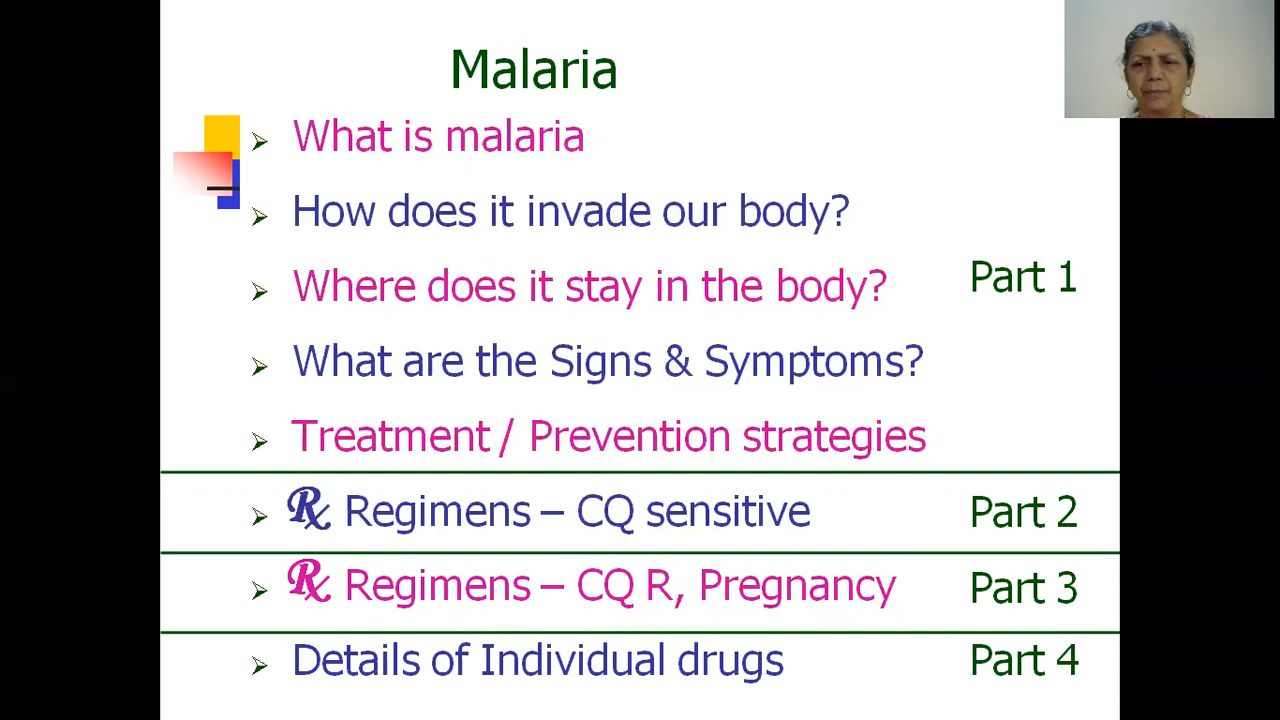 Malaria
What is malaria
How does it invade our body?
Where does it stay in the body?
Part 1
What are the Signs & Symptoms?
Treatment / Prevention strategies
℞ Regimens – CQ sensitive
Part 2
℞ Regimens – CQ R, Pregnancy
Part 3
Details of Individual drugs
Part 4